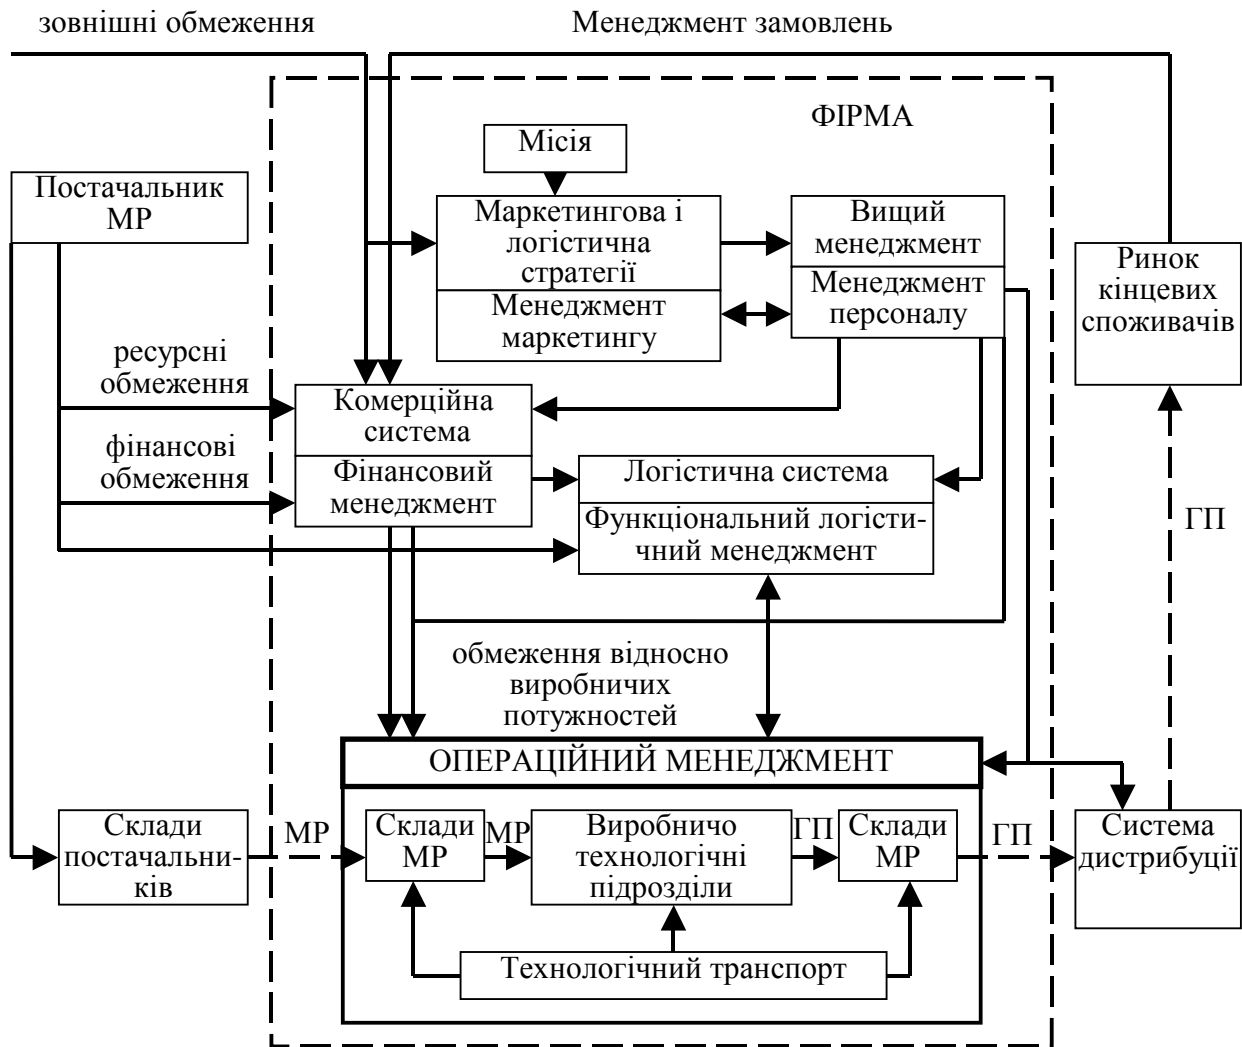 зовнішні обмеження
Менеджмент замовлень
ФІРМА
Місія
Постачальник
МР
Маркетингова і
логістична
стратегії
Менеджмент
маркетингу
Вищий
менеджмент
Менеджмент
персоналу
Ринок
кінцевих
споживачів
ресурсні
обмеження
фінансові
обмеження
Комерційна
система
Фінансовий
менеджмент
Логістична система
Функціональний логісти-
чний менеджмент
ГП
обмеження відносно
виробничих
потужностей
ОПЕРАЦІЙНИЙ МЕНЕДЖМЕНТ
Склади
постачальни-
ків
МР
Склади
МР
МР
Виробничо
технологічні
підрозділи
ГП
Склади
МР
ГП
Система
дистрибуції
Технологічний транспорт